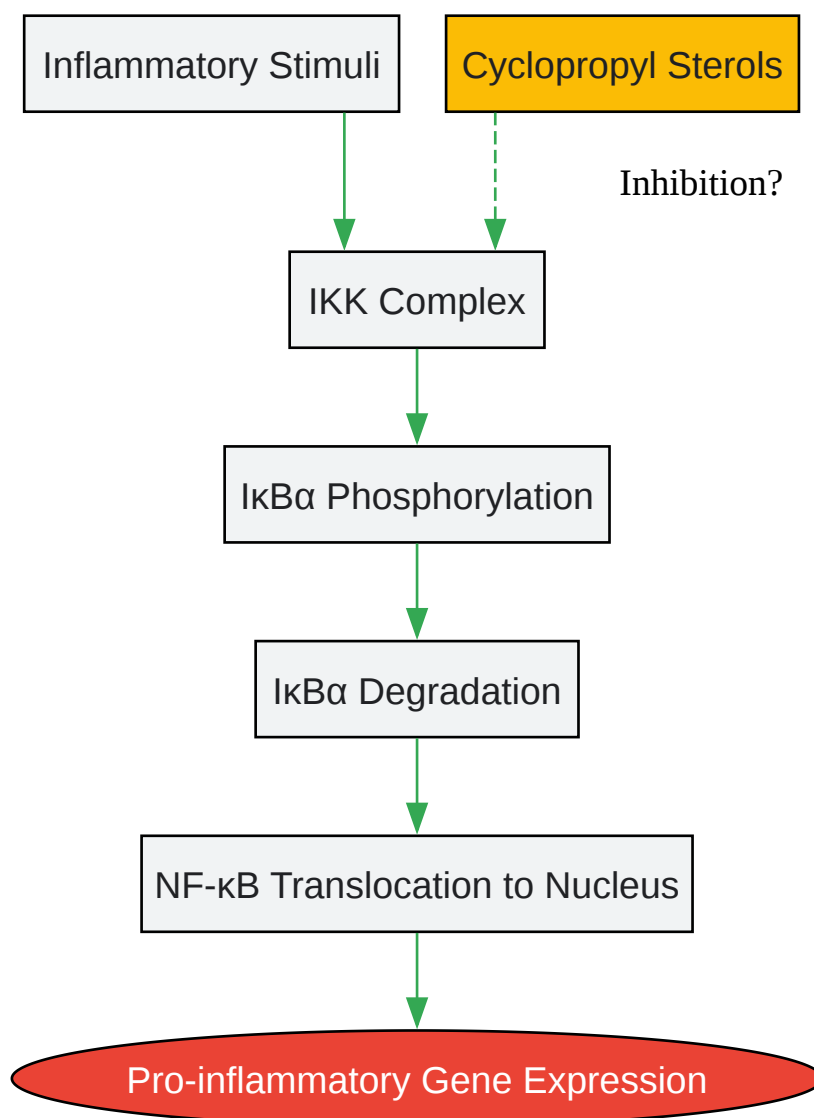 Inflammatory Stimuli
Cyclopropyl Sterols
Inhibition?
IKK Complex
IκBα Phosphorylation
IκBα Degradation
NF-κB Translocation to Nucleus
Pro-inflammatory Gene Expression